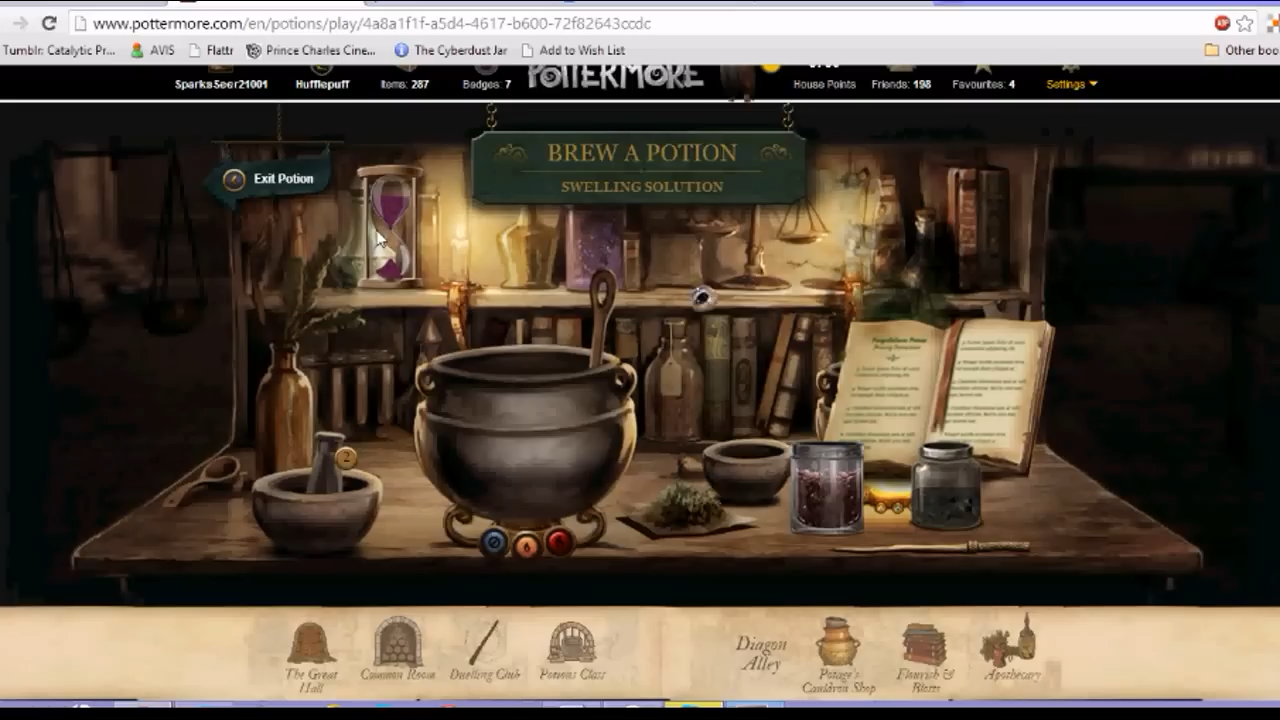 www.pottermore.com/en/potions/play/4a8a1f1f-a5d4-4617-b600-72f82643ccdc
Tumblr: Catalytic Pr... AVIS Flattr Prince Charles Cine... The Cyberdust Jar Add to Wish List Other boo
POTTERMORE
SparksSeer21001 Hufflepuff Items: 287 Badges: 7 House Points Friends: 198 Favourites: 4 Settings
BREW A POTION
SWELLING SOLUTION
Exit Potion
2
The Great Hall
Common Room
Duelling Club
Potions Class
Diagon Alley
Potage's Cauldron Shop
Flourish & Blotts
Apothecary